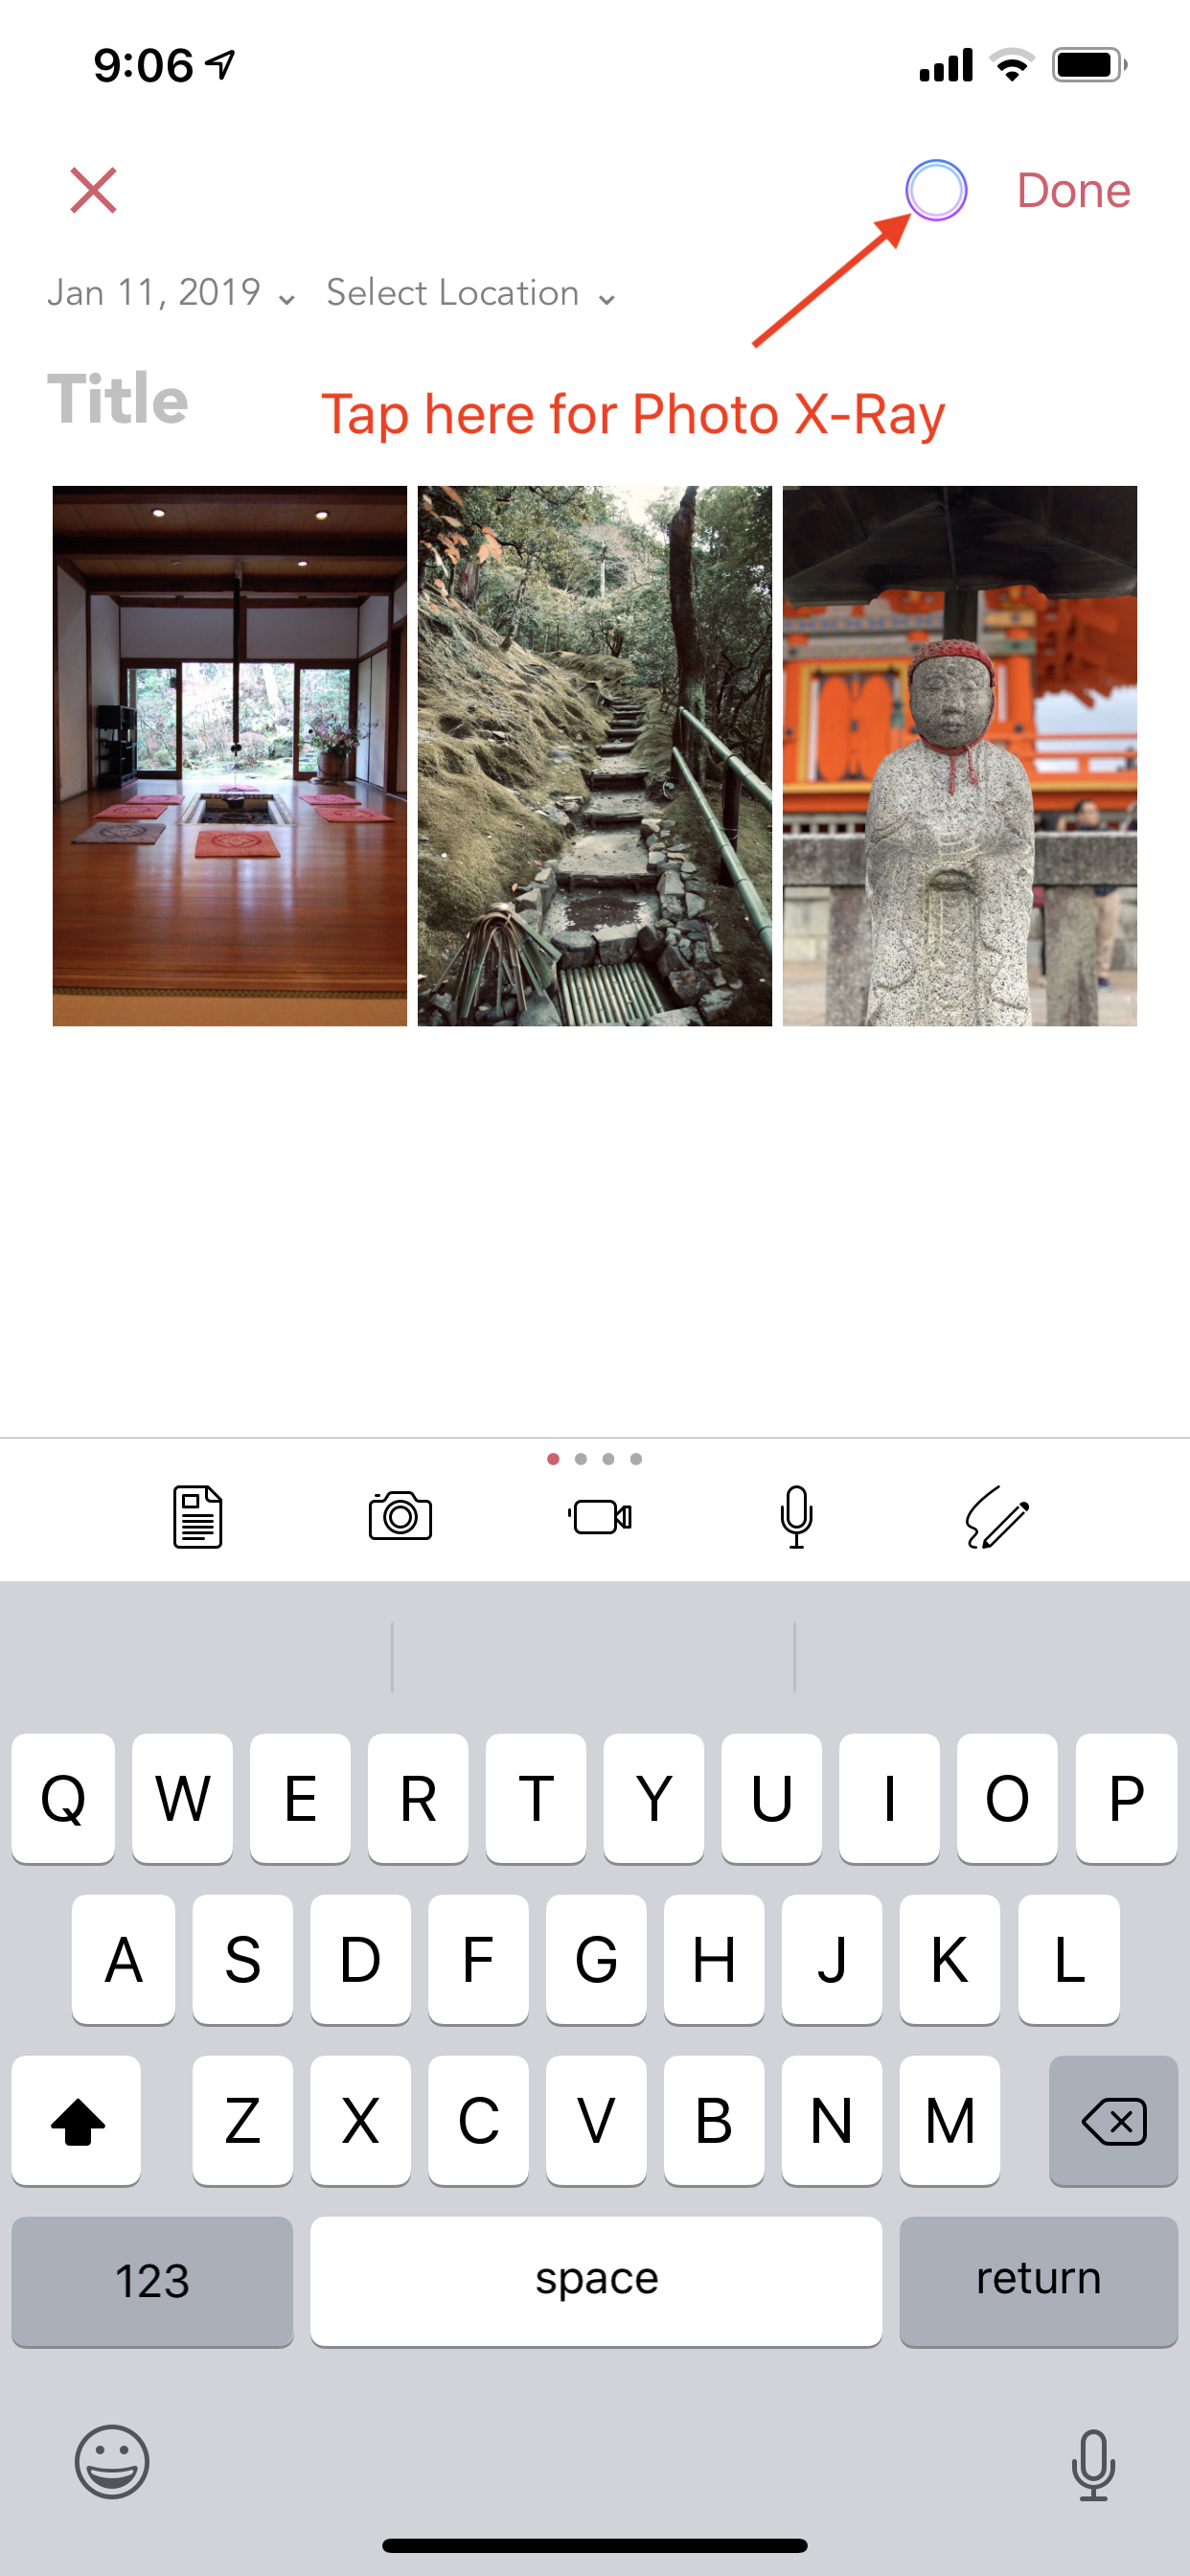 9:06
Done
Jan 11, 2019 Select Location
Title
Tap here for Photo X-Ray
Q W E R T Y U I O P
A S D F G H J K L
Z X C V B N M
123 space return